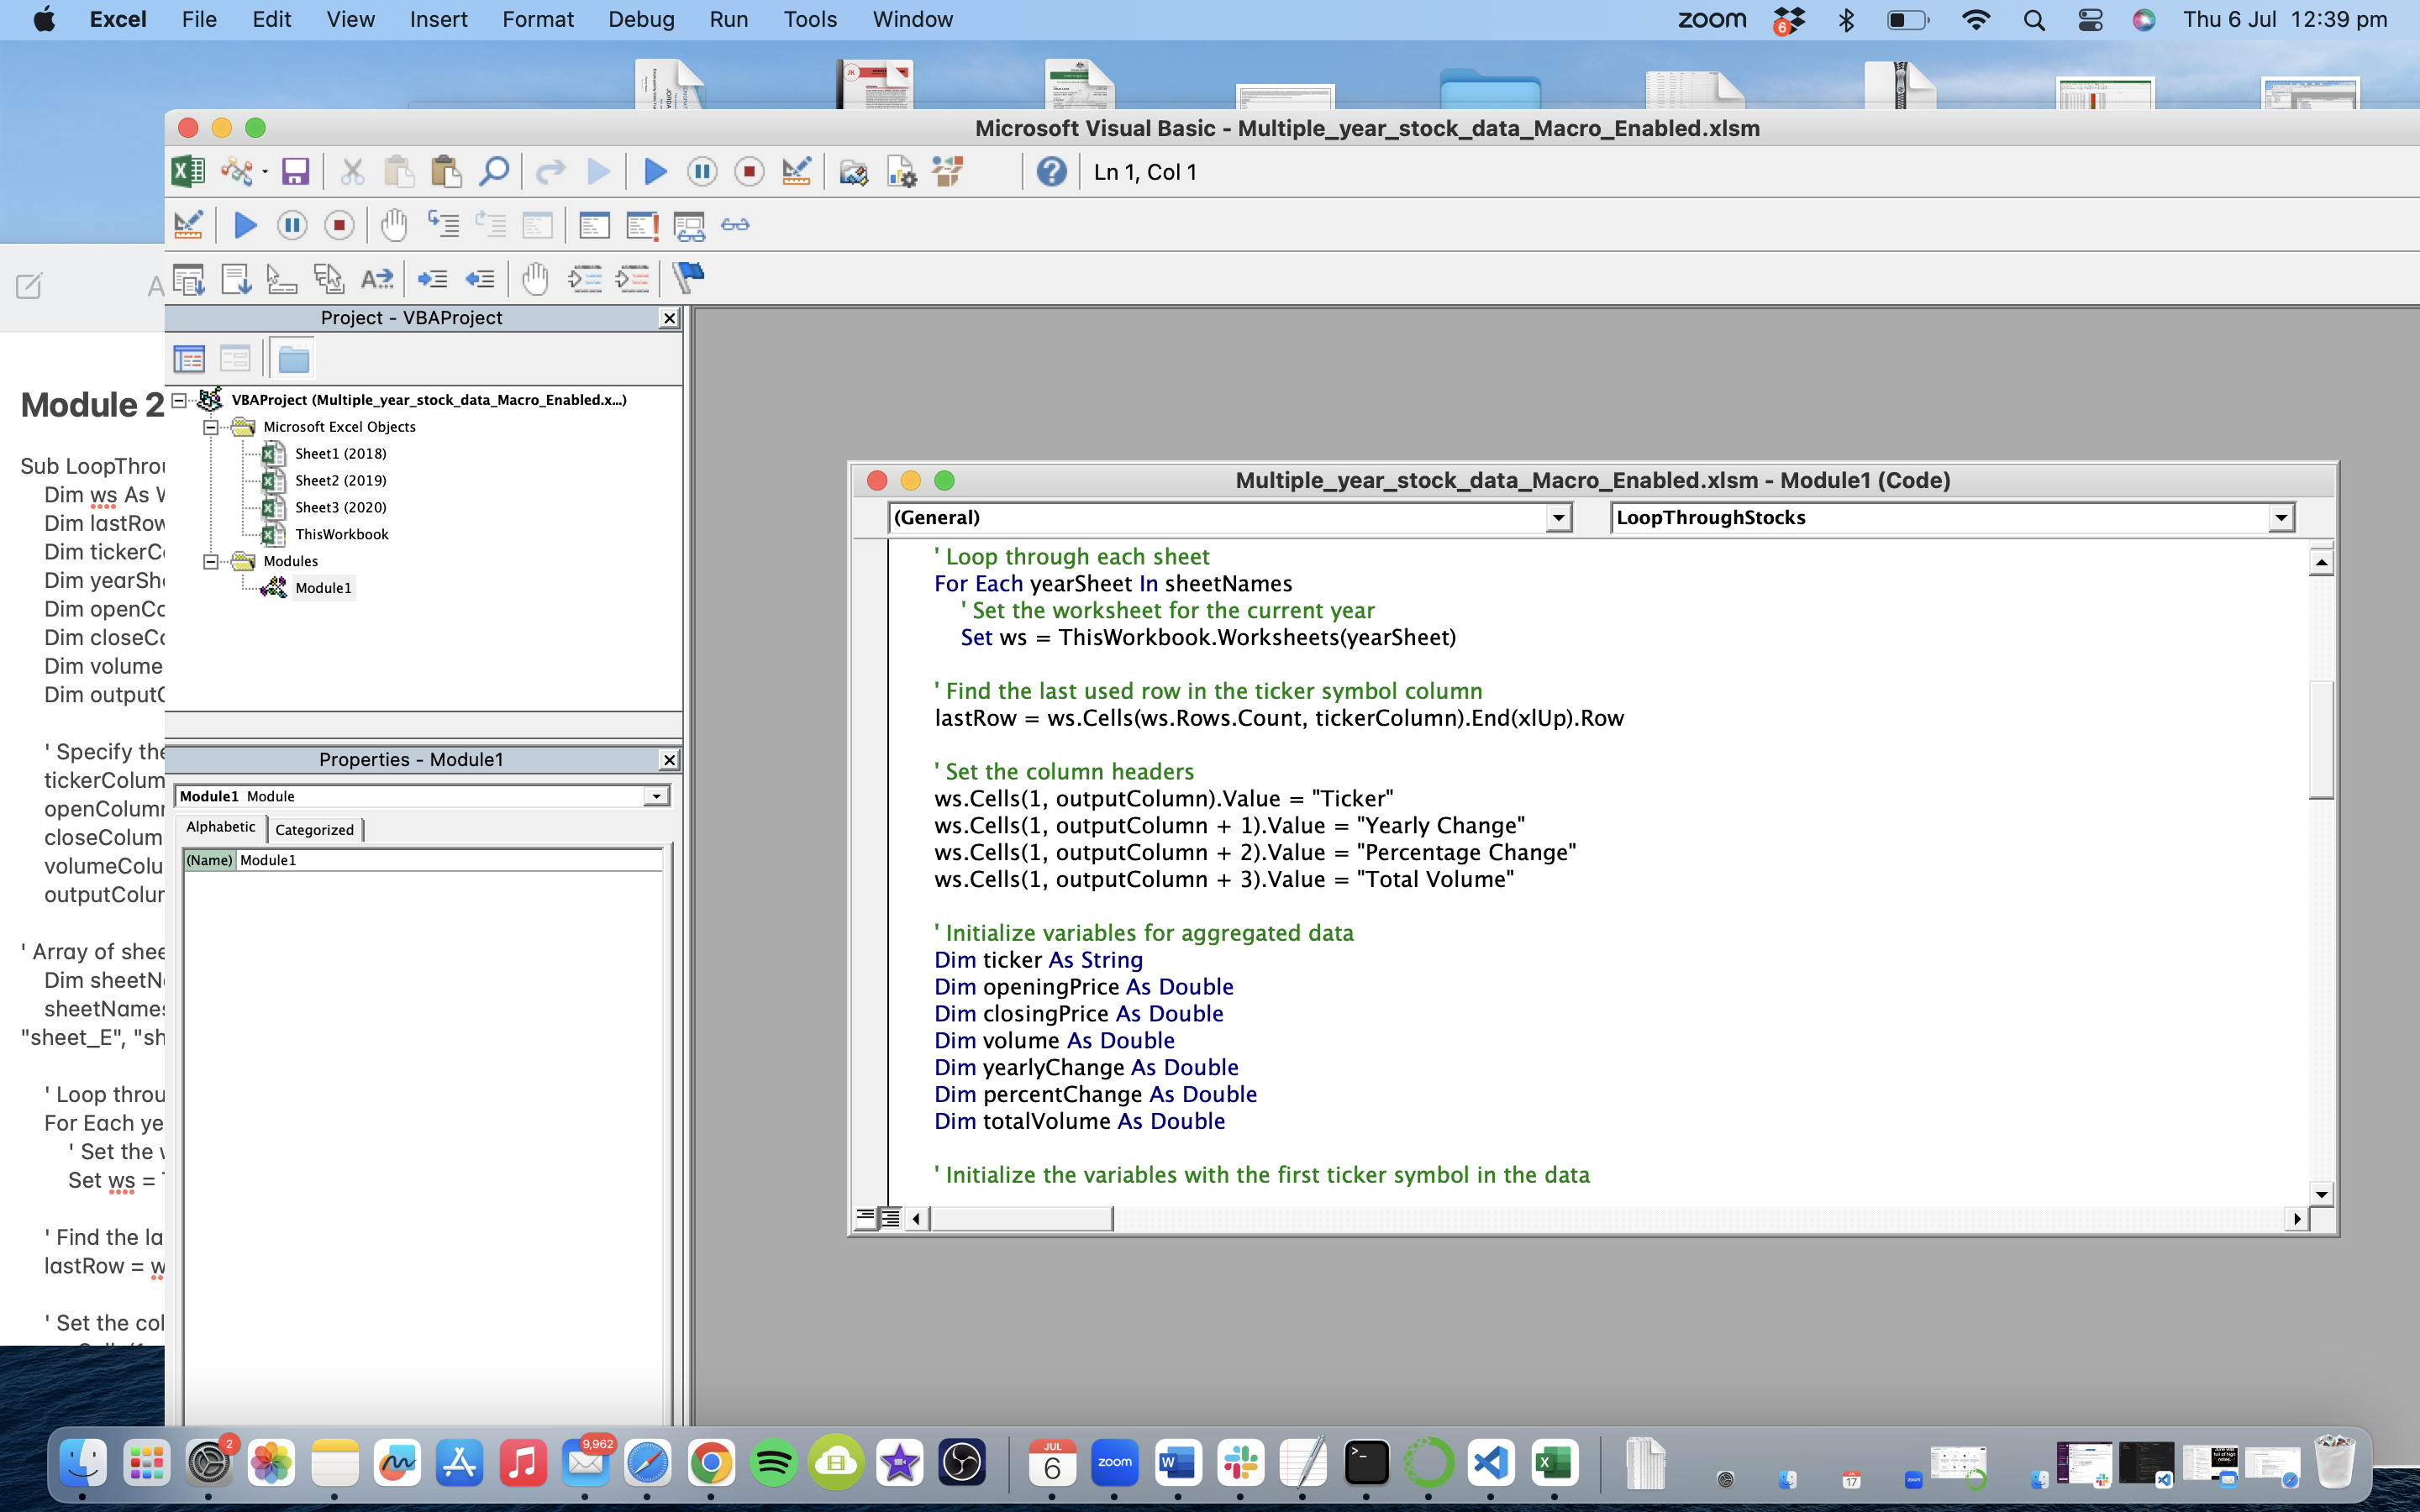 Excel File Edit View Insert Format Debug Run Tools Window zoom 6 Thu 6 Jul 12:39 pm
JK
Microsoft Visual Basic - Multiple_year_stock_data_Macro_Enabled.xlsm
Ln 1, Col 1
Project - VBAProject
VBAProject (Multiple_year_stock_data_Macro_Enabled.x...)
Microsoft Excel Objects
Sheet1 (2018)
Sheet2 (2019)
Sheet3 (2020)
ThisWorkbook
Modules
Module1
Properties - Module1
Module1 Module
Alphabetic Categorized
(Name) Module1
Module 2
Sub LoopThrou
Dim ws As W
Dim lastRow
Dim tickerCo
Dim yearShe
Dim openCo
Dim closeCo
Dim volume
Dim outputC
' Specify the
tickerColum
openColumn
closeColum
volumeColu
outputColun
' Array of shee
Dim sheetNa
sheetNames
"sheet_E", "sh
' Loop throu
For Each ye
' Set the w
Set ws = T
' Find the la
lastRow = w
' Set the col
Multiple_year_stock_data_Macro_Enabled.xlsm - Module1 (Code)
(General) LoopThroughStocks
' Loop through each sheet
For Each yearSheet In sheetNames
' Set the worksheet for the current year
Set ws = ThisWorkbook.Worksheets(yearSheet)
' Find the last used row in the ticker symbol column
lastRow = ws.Cells(ws.Rows.Count, tickerColumn).End(xlUp).Row
' Set the column headers
ws.Cells(1, outputColumn).Value = "Ticker"
ws.Cells(1, outputColumn + 1).Value = "Yearly Change"
ws.Cells(1, outputColumn + 2).Value = "Percentage Change"
ws.Cells(1, outputColumn + 3).Value = "Total Volume"
' Initialize variables for aggregated data
Dim ticker As String
Dim openingPrice As Double
Dim closingPrice As Double
Dim volume As Double
Dim yearlyChange As Double
Dim percentChange As Double
Dim totalVolume As Double
' Initialize the variables with the first ticker symbol in the data
2 9,962 JUL 6 zoom W X 17